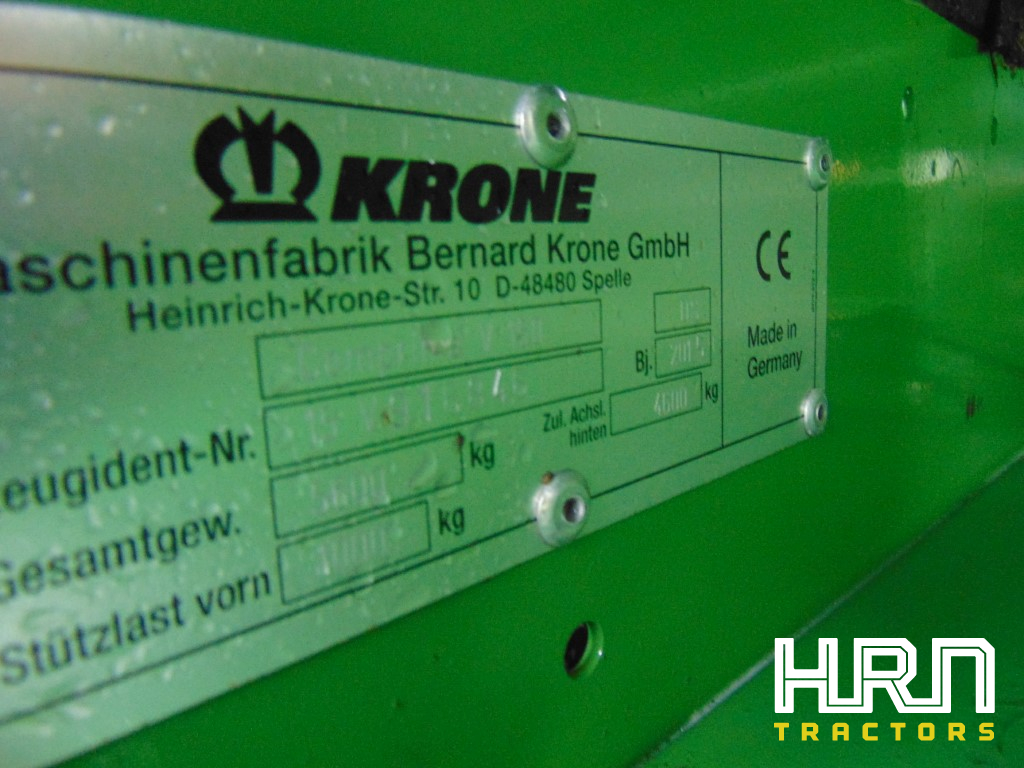 KRONE
aschinenfabrik Bernard Krone GmbH
Heinrich-Krone-Str. 10 D-48480 Spelle
eugident-Nr.
Gesamtgew. kg
Stützlast vorn kg
Bj.
Zul. Achsl.
hinten 4600 kg
CE
Made in
Germany
HRN
TRACTORS